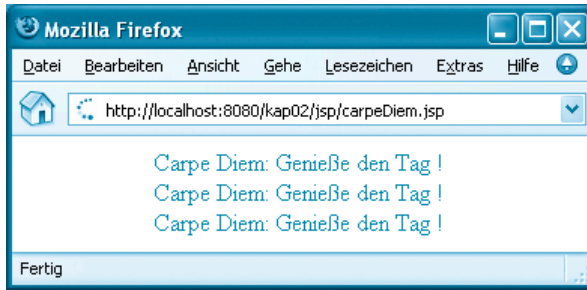 Mozilla Firefox
Datei Bearbeiten Ansicht Gehe Lesezeichen Extras Hilfe
http://localhost:8080/kap02/jsp/carpeDiem.jsp
Carpe Diem: Genieße den Tag !
Carpe Diem: Genieße den Tag !
Carpe Diem: Genieße den Tag !
Fertig